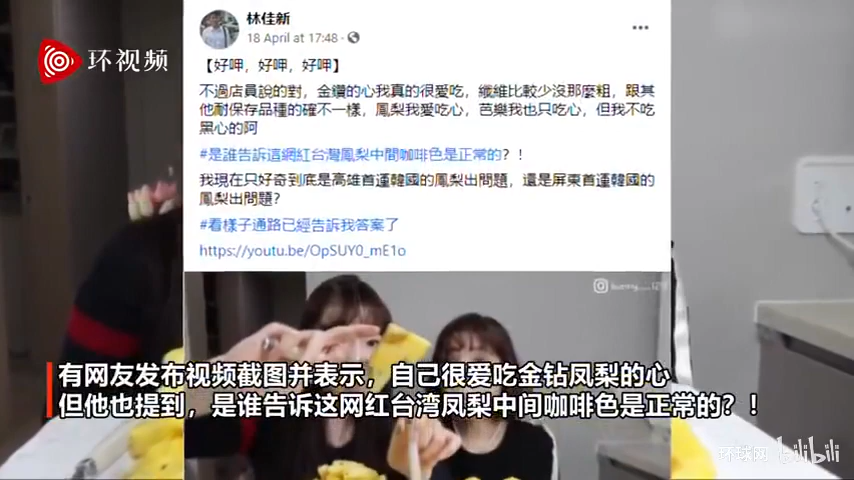 环视频
林佳新
18 April at 17:48
【好呷，好呷，好呷】
不過店員說的對，金鑽的心我真的很愛吃，纖維比較少沒那麼粗，跟其
他耐保存品種的確不一樣，鳳梨我愛吃心，芭樂我也只吃心，但我不吃
黑心的阿
#是誰告訴這網紅台灣鳳梨中間咖啡色是正常的？！
我現在只好奇到底是高雄首運韓國的鳳梨出問題，還是屏東首運韓國的
鳳梨出問題？
#看樣子通路已經告訴我答案了
https://youtu.be/OpSUY0_mE1o
有网友发布视频截图并表示，自己很爱吃金钻凤梨的心
但他也提到，是谁告诉这网红台湾凤梨中间咖啡色是正常的？！
环球网 bilibili